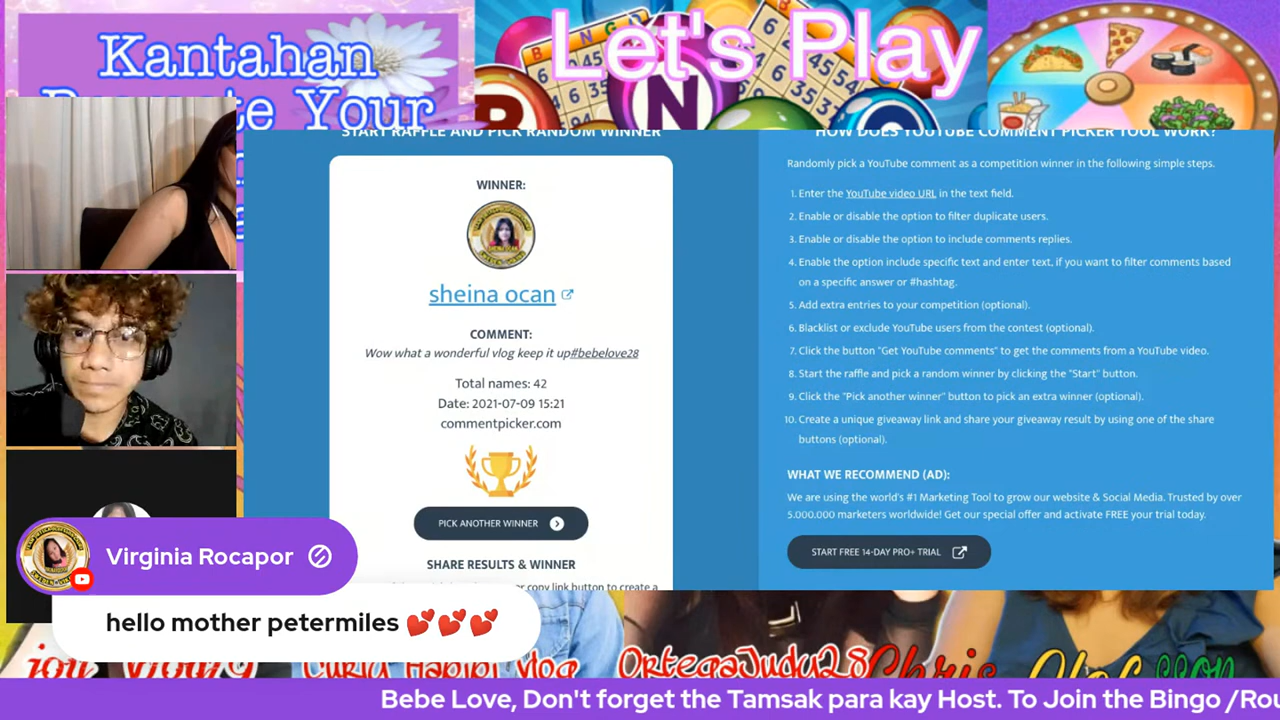 Kantahan
Promote Your
Let's Play
START RAFFLE AND PICK RANDOM WINNER
WINNER:
sheina ocan
COMMENT:
Wow what a wonderful vlog keep it up#bebelove28
Total names: 42
Date: 2021-07-09 15:21
commentpicker.com
PICK ANOTHER WINNER
SHARE RESULTS & WINNER
or copy link button to create a
HOW DOES YOUTUBE COMMENT PICKER TOOL WORK?
Randomly pick a YouTube comment as a competition winner in the following simple steps.
1. Enter the YouTube video URL in the text field.
2. Enable or disable the option to filter duplicate users.
3. Enable or disable the option to include comments replies.
4. Enable the option include specific text and enter text, if you want to filter comments based
on a specific answer or #hashtag.
5. Add extra entries to your competition (optional).
6. Blacklist or exclude YouTube users from the contest (optional).
7. Click the button "Get YouTube comments" to get the comments from a YouTube video.
8. Start the raffle and pick a random winner by clicking the "Start" button.
9. Click the "Pick another winner" button to pick an extra winner (optional).
10. Create a unique giveaway link and share your giveaway result by using one of the share
buttons (optional).
WHAT WE RECOMMEND (AD):
We are using the world's #1 Marketing Tool to grow our website & Social Media. Trusted by over
5.000.000 marketers worldwide! Get our special offer and activate FREE your trial today.
START FREE 14-DAY PRO+ TRIAL
Virginia Rocapor
hello mother petermiles 💕💕💕
Curly Habibi Vlog
OrtegaJudy28
Chris
Bebe Love, Don't forget the Tamsak para kay Host. To Join the Bingo /Rou